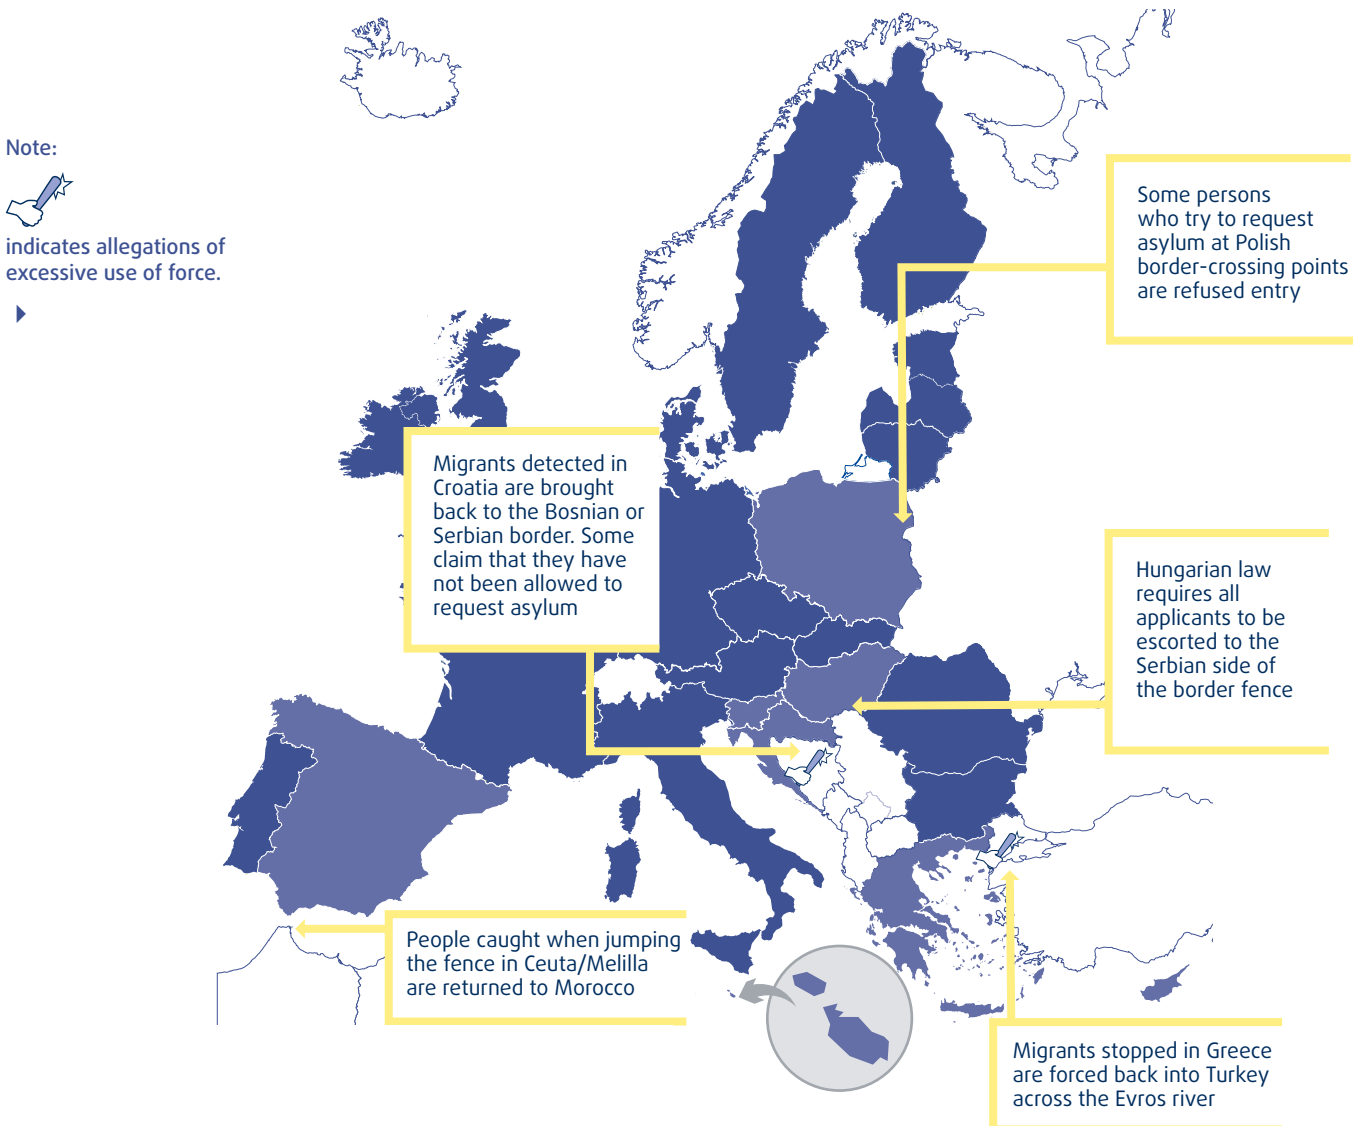 Note:
indicates allegations of
excessive use of force.
Some persons
who try to request
asylum at Polish
border-crossing points
are refused entry
Migrants detected in
Croatia are brought
back to the Bosnian or
Serbian border. Some
claim that they have
not been allowed to
request asylum
Hungarian law
requires all
applicants to be
escorted to the
Serbian side of
the border fence
People caught when jumping
the fence in Ceuta/Melilla
are returned to Morocco
Migrants stopped in Greece
are forced back into Turkey
across the Evros river